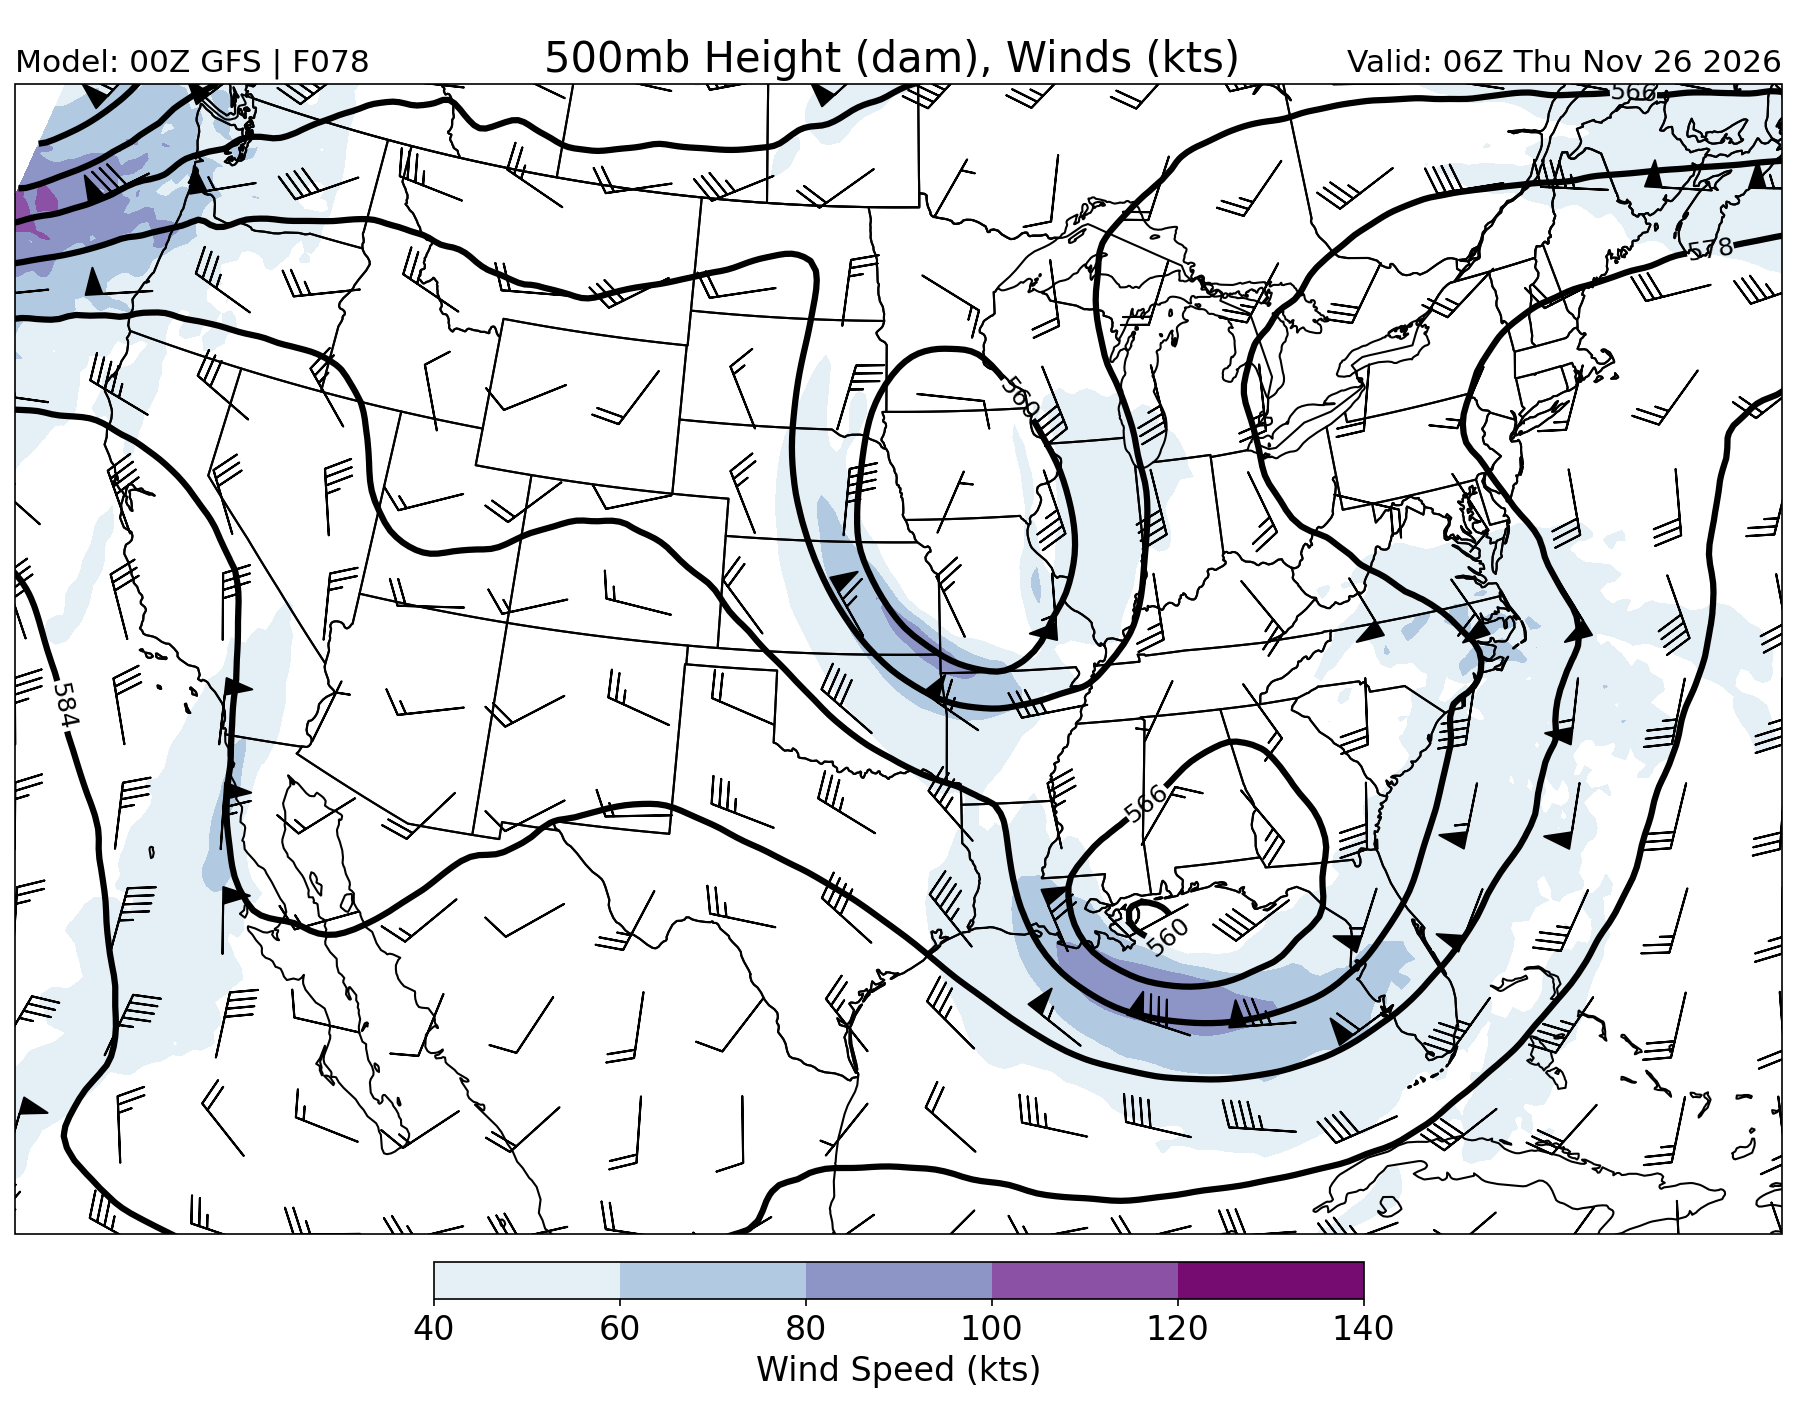 Model: 00Z GFS | F078
500mb Height (dam), Winds (kts)
Valid: 06Z Thu Nov 26 2026
566
578
560
584
566
560
40 60 80 100 120 140
Wind Speed (kts)